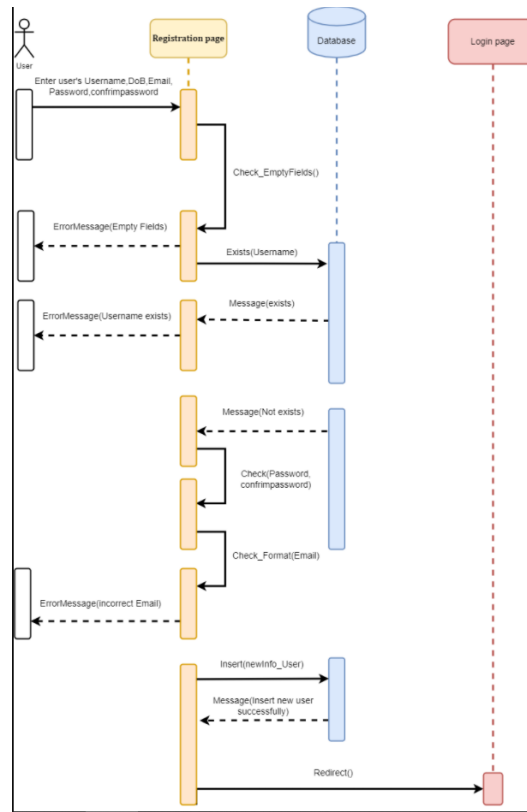 Registration page
Database
Login page
User
Enter user's Username,DoB,Email,
Password,confrimpassword
Check_EmptyFields()
ErrorMessage(Empty Fields)
Exists(Username)
Message(exists)
ErrorMessage(Username exists)
Message(Not exists)
Check(Password,
confrimpassword)
Check_Format(Email)
ErrorMessage(Incorrect Email)
Insert(newInfo_User)
Message(Insert new user
successfully)
Redirect()